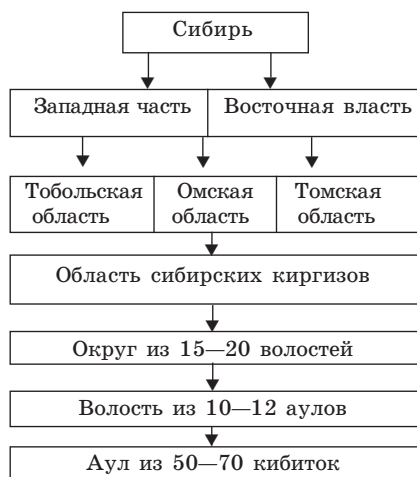 Сибирь
Западная часть
Восточная власть
Тобольская область
Омская область
Томская область
Область сибирских киргизов
Округ из 15—20 волостей
Волость из 10—12 аулов
Аул из 50—70 кибиток